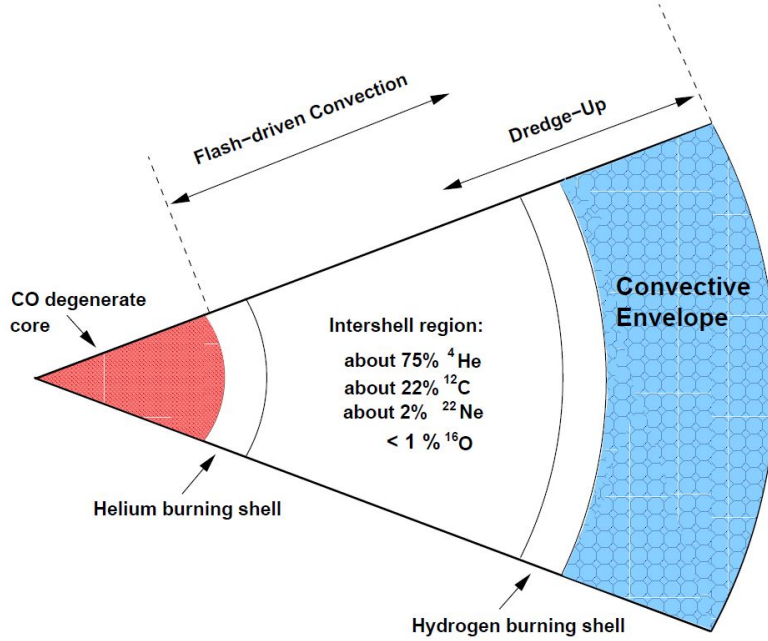 Flash-driven Convection
Dredge-Up
CO degenerate
core
Convective
Envelope
Intershell region:
about 75% ⁴He
about 22% ¹²C
about 2% ²²Ne
< 1 % ¹⁶O
Helium burning shell
Hydrogen burning shell